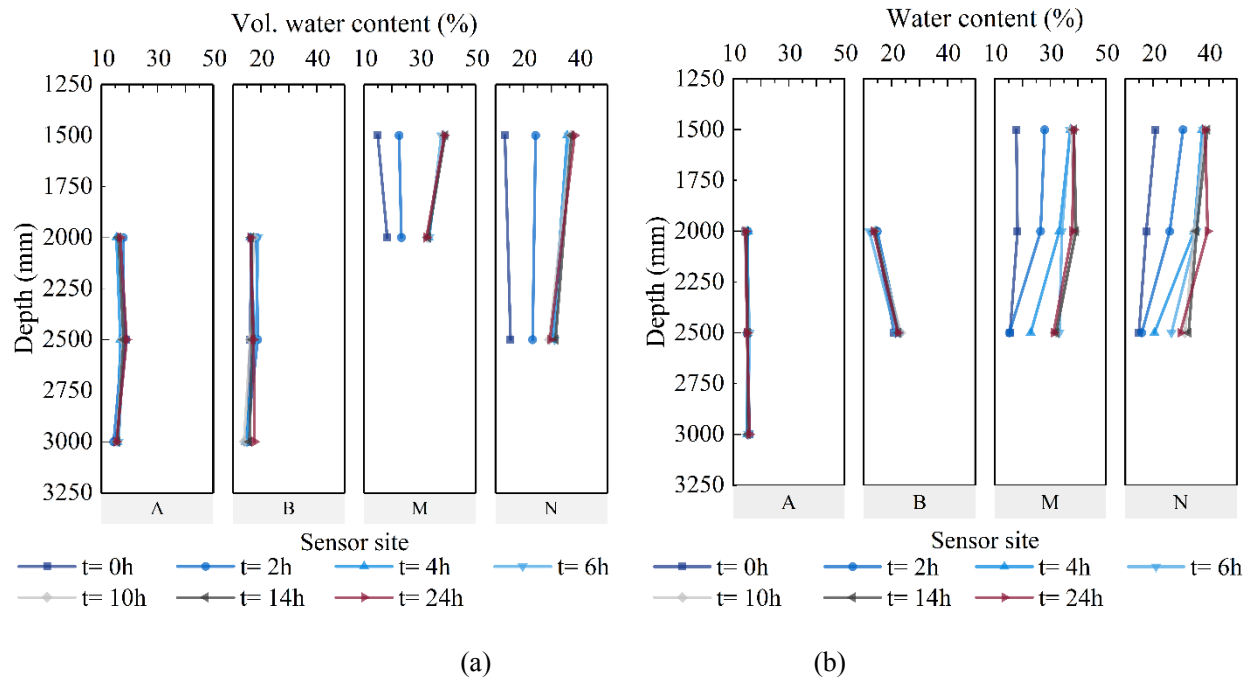 Vol. water content (%)
10 30 50 20 40 10 30 50 20 40
1250
1500
1750
2000
2250
2500
2750
3000
3250
Depth (mm)
A B M N
Sensor site
t= 0h t= 2h t= 4h t= 6h
t= 10h t= 14h t= 24h
(a)
Water content (%)
10 30 50 20 40 10 30 50 20 40
1250
1500
1750
2000
2250
2500
2750
3000
3250
Depth (mm)
A B M N
Sensor site
t= 0h t= 2h t= 4h t= 6h
t= 10h t= 14h t= 24h
(b)